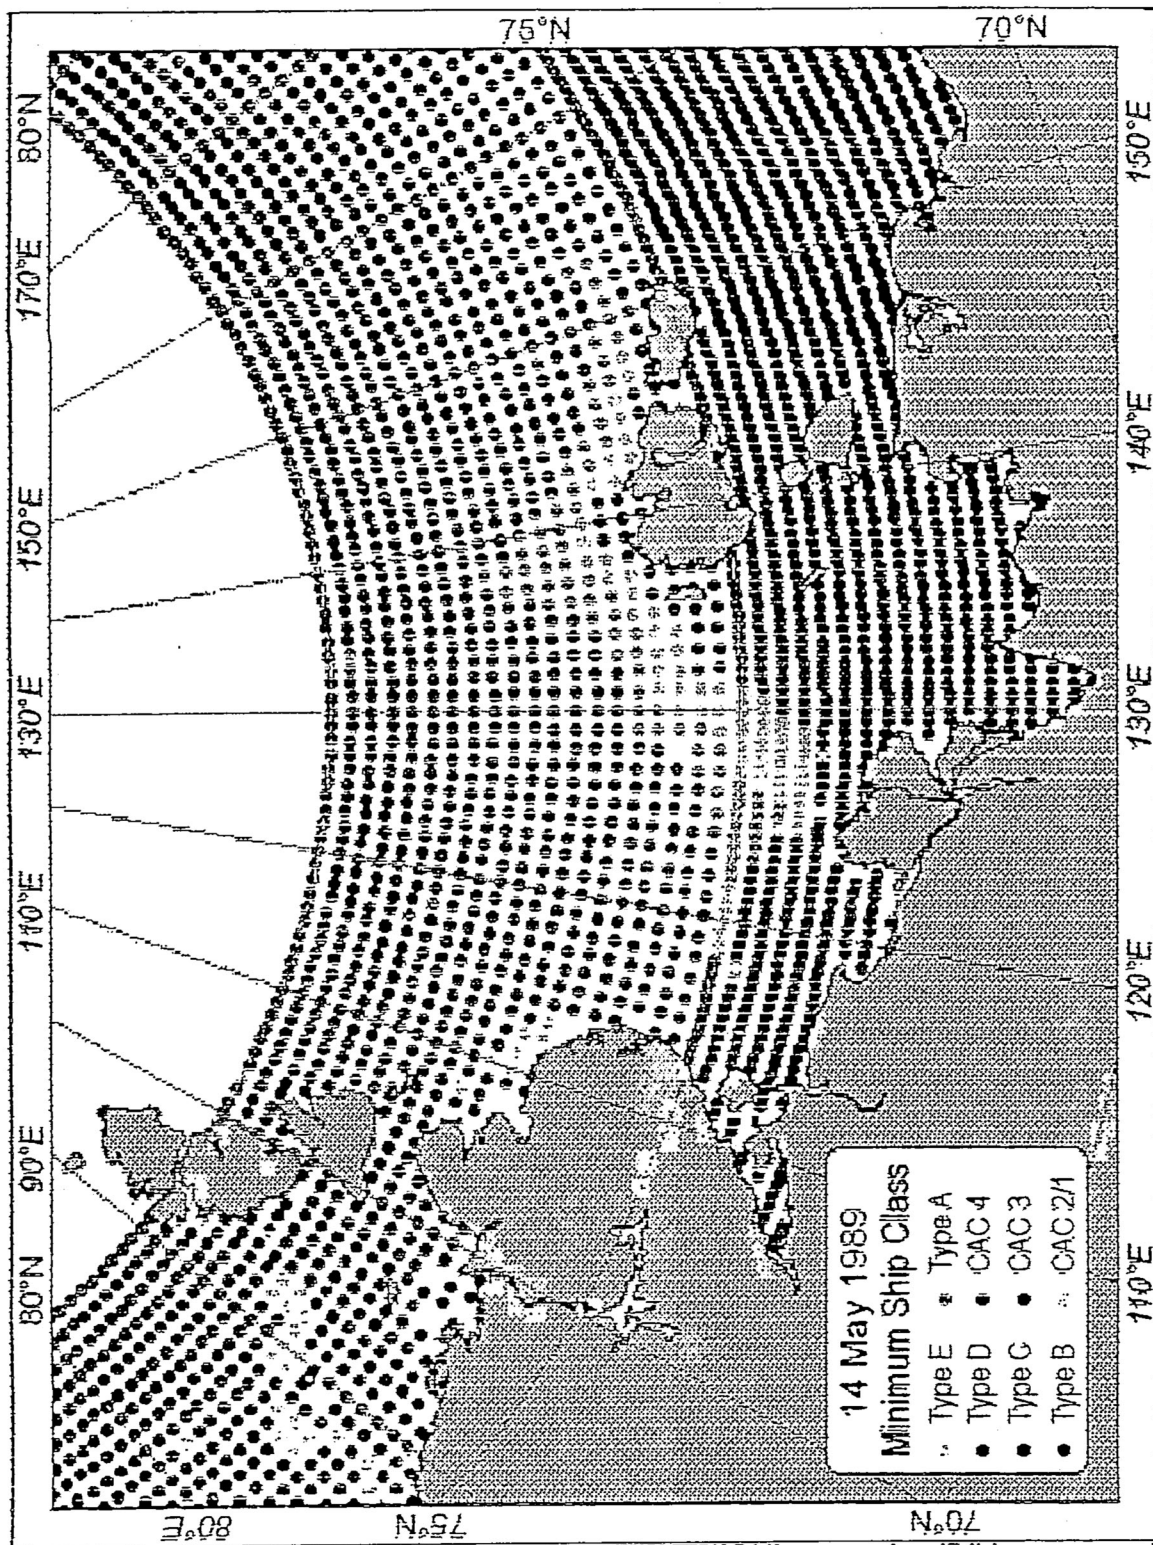 80°N 170°E 150°E 130°E 110°E 90°E 80°N
75°N
70°N
150°E
140°E
130°E
120°E
110°E
80°E
75°N
70°N
14 May 1989
Minimum Ship Class
Type E Type A
Type D CAC 4
Type C CAC 3
Type B CAC 2/1